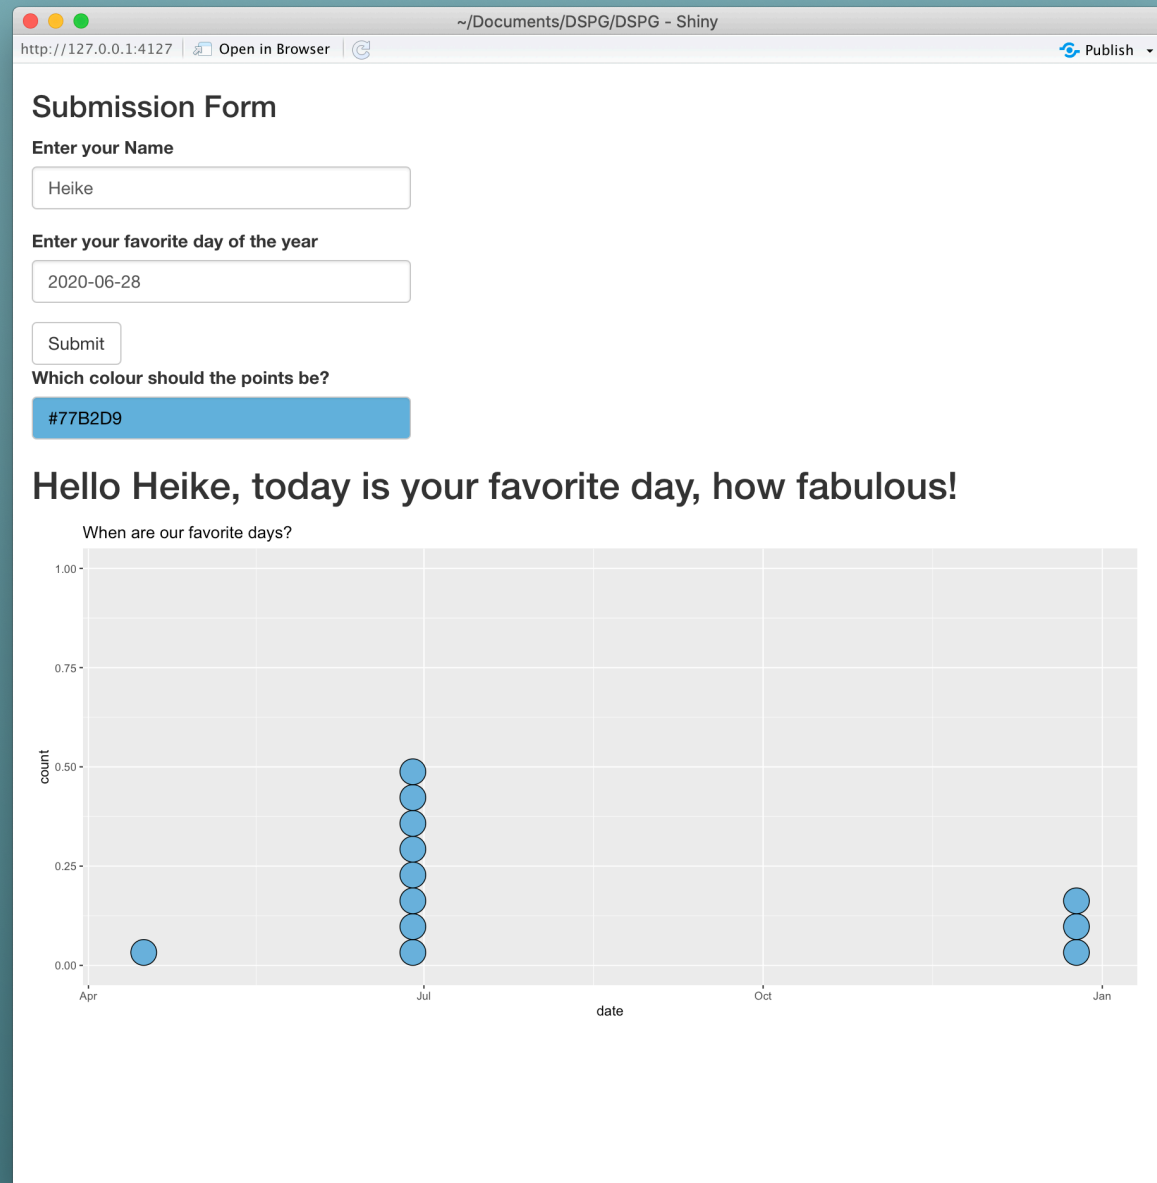 ~/Documents/DSPG/DSPG - Shiny
http://127.0.0.1:4127 Open in Browser Publish
Submission Form
Enter your Name
Heike
Enter your favorite day of the year
2020-06-28
Submit
Which colour should the points be?
#77B2D9
Hello Heike, today is your favorite day, how fabulous!
When are our favorite days?
1.00
0.75
count
0.50
0.25
0.00
Apr Jul Oct Jan
date